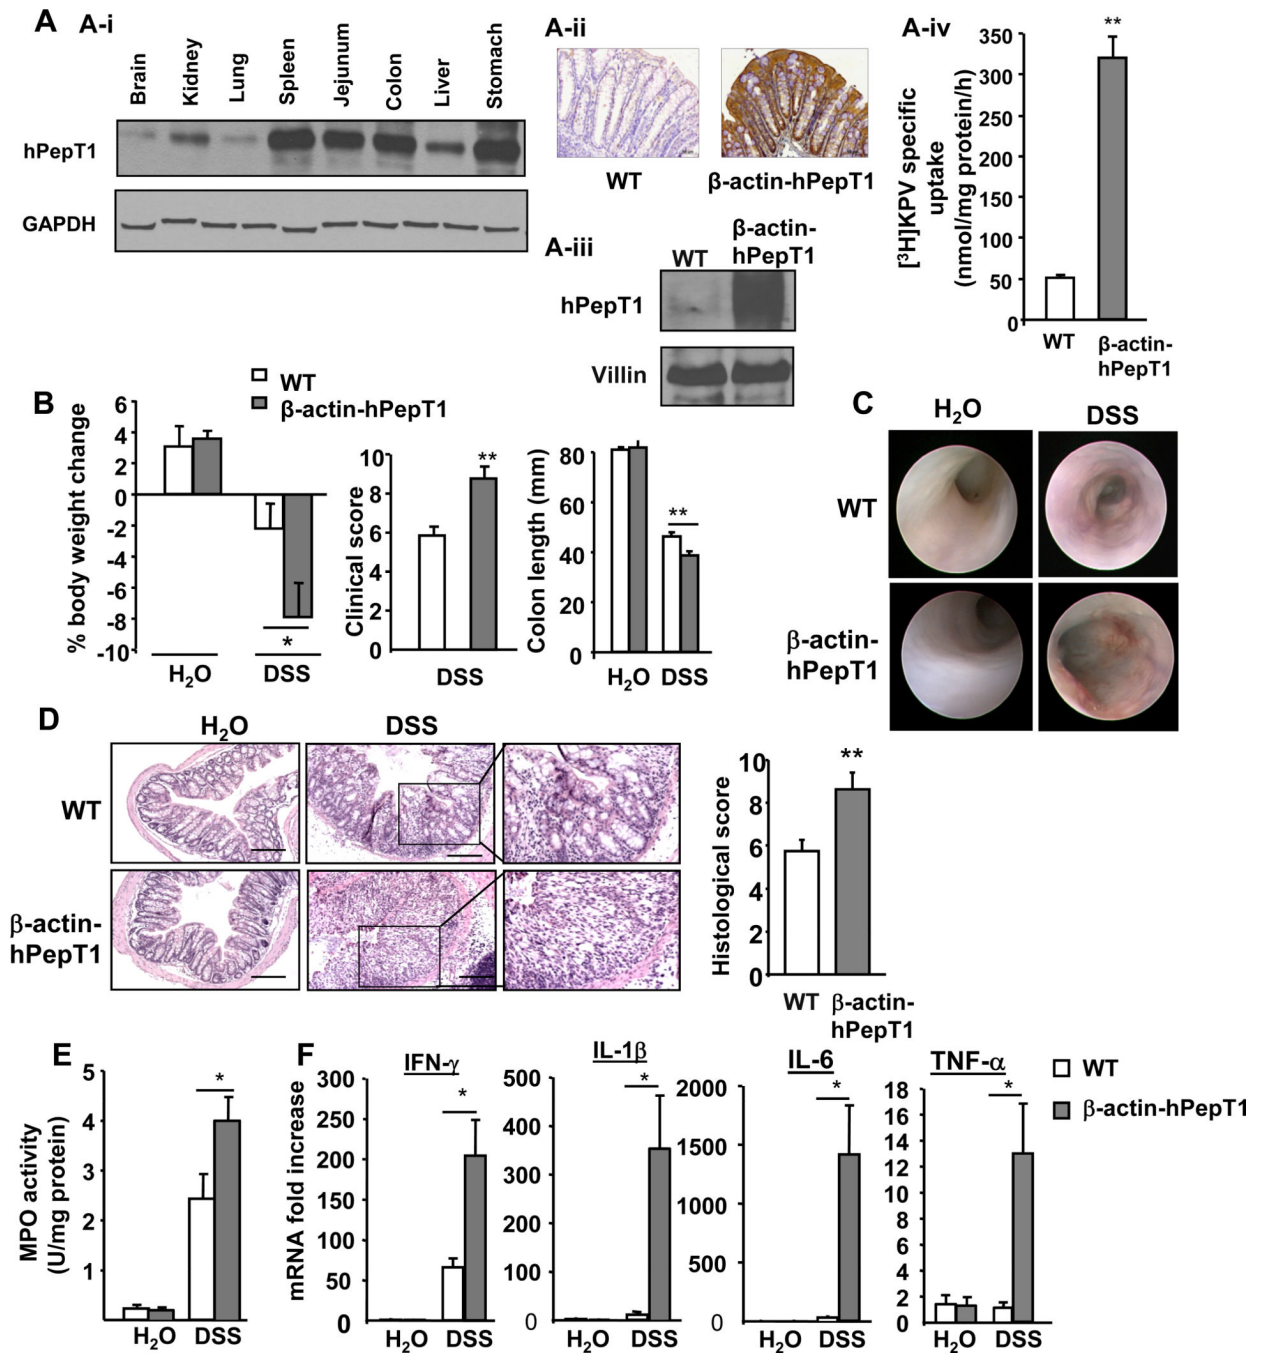 A
A-i
Brain
Kidney
Lung
Spleen
Jejunum
Colon
Liver
Stomach
hPepT1
GAPDH
A-ii
WT
β-actin-hPepT1
A-iii
WT
β-actin-
hPepT1
hPepT1
Villin
A-iv
[³H]KPV specific
uptake
(nmol/mg protein/h)
350
300
250
200
150
100
50
0
**
WT
β-actin-
hPepT1
B
WT
β-actin-hPepT1
% body weight change
6
4
2
0
-2
-4
-6
-8
-10
*
H₂O
DSS
Clinical score
10
8
6
4
2
0
**
DSS
Colon length (mm)
80
60
40
20
0
**
H₂O
DSS
C
H₂O
DSS
WT
β-actin-
hPepT1
D
H₂O
DSS
WT
β-actin-
hPepT1
Histological score
10
8
6
4
2
0
**
WT
β-actin-
hPepT1
E
MPO activity
(U/mg protein)
5
4
3
2
1
*
H₂O
DSS
F
mRNA fold increase
IFN-γ
300
250
200
150
100
50
0
*
H₂O
DSS
IL-1β
500
400
300
200
100
0
*
H₂O
DSS
IL-6
2000
1500
1000
500
0
*
H₂O
DSS
TNF-α
18
16
14
12
10
8
6
4
2
0
*
H₂O
DSS
WT
β-actin-hPepT1